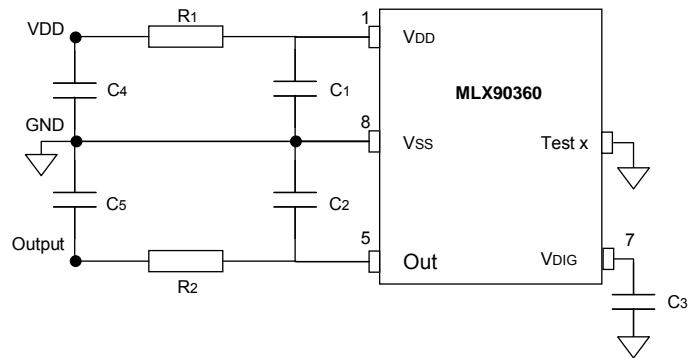 R1
VDD
1
VDD
C4
C1
MLX90360
GND
8
VSS
Test x
C5
C2
Output
5
Out
7
VDIG
R2
C3